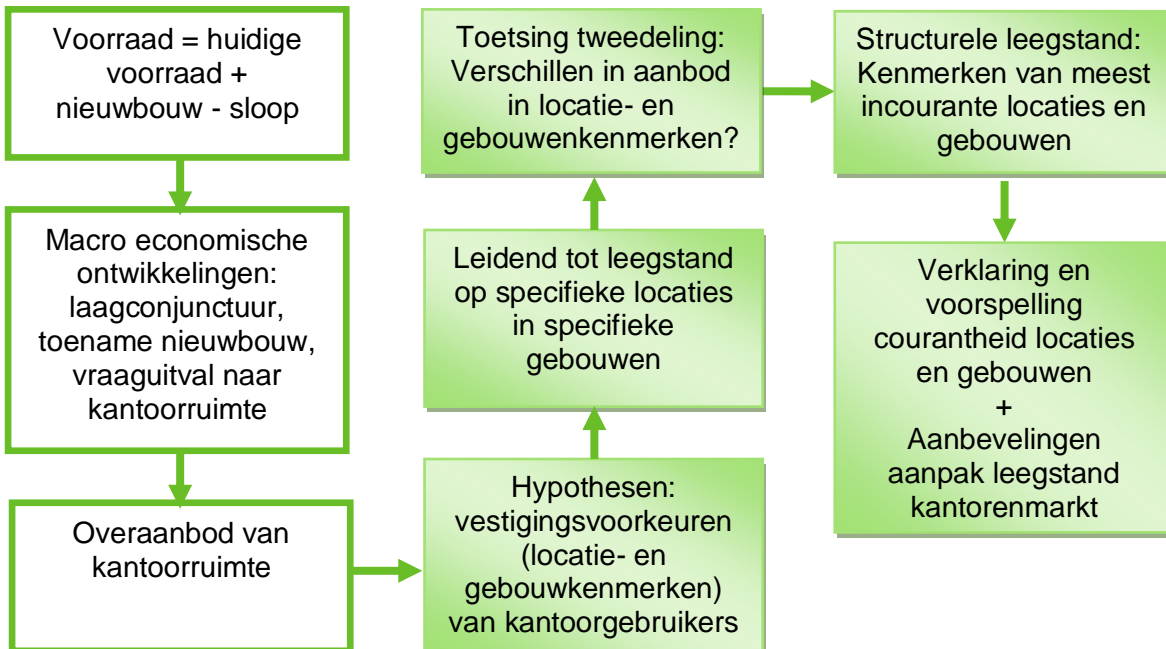 Voorraad = huidige
voorraad +
nieuwbouw - sloop
Macro economische
ontwikkelingen:
laagconjunctuur,
toename nieuwbouw,
vraaguitval naar
kantoorruimte
Overaanbod van
kantoorruimte
Hypothesen:
vestigingsvoorkeuren
(locatie- en
gebouwkenmerken)
van kantoorgebruikers
Leidend tot leegstand
op specifieke locaties
in specifieke
gebouwen
Toetsing tweedeling:
Verschillen in aanbod
in locatie- en
gebouwenkenmerken?
Structurele leegstand:
Kenmerken van meest
incourante locaties en
gebouwen
Verklaring en
voorspelling
courantheid locaties
en gebouwen
+
Aanbevelingen
aanpak leegstand
kantorenmarkt